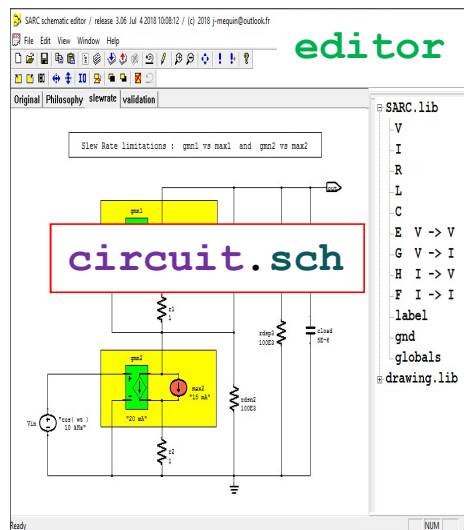 SARC schematic editor / release 3.06 Jul 4 2018 10:08:12 / (c) 2018 j-mequin@outlook.fr
File Edit View Window Help
editor
Original Philosophy slewrate validation
Slew Rate limitations : gmn1 vs max1 and gmn2 vs max2
gmn1
circuit.sch
r1
1
rdsp3
100E3
cload
5E-6
gmn2
max2
"15 mA"
"20 mA"
rdsn2
100E3
Vin
"cos( wt )
10 kHz"
r2
1
SARC.lib
V
I
R
L
C
E V -> V
G V -> I
H I -> V
F I -> I
label
gnd
globals
drawing.lib
Ready
NUM